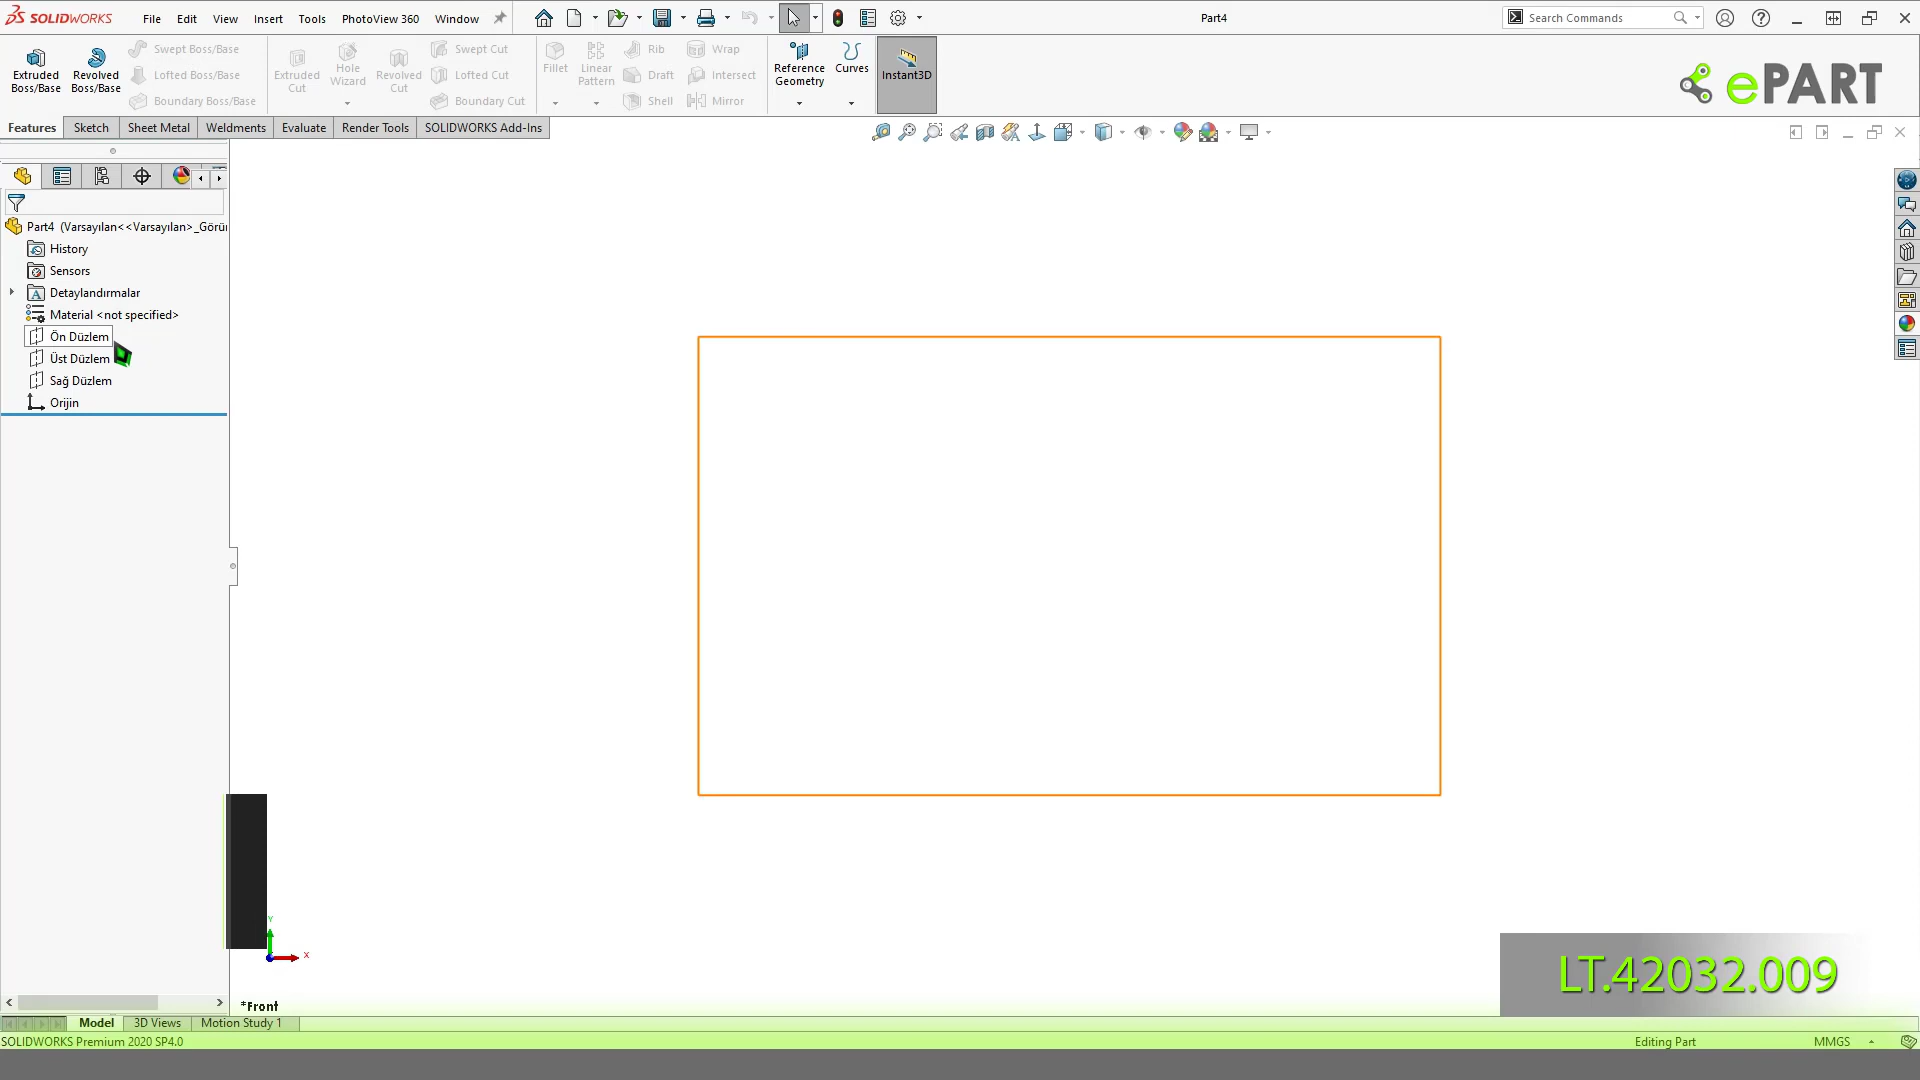 SOLIDWORKS File Edit View Insert Tools PhotoView 360 Window Part4 Search Commands
Extruded Boss/Base
Revolved Boss/Base
Swept Boss/Base
Lofted Boss/Base
Boundary Boss/Base
Extruded Cut
Hole Wizard
Revolved Cut
Swept Cut
Lofted Cut
Boundary Cut
Fillet
Linear Pattern
Rib
Draft
Shell
Wrap
Intersect
Mirror
Reference Geometry
Curves
Instant3D
ePART
Features Sketch Sheet Metal Weldments Evaluate Render Tools SOLIDWORKS Add-Ins
Part4 (Varsayılan<<Varsayılan>_Görü
History
Sensors
Detaylandırmalar
Material <not specified>
Ön Düzlem
Üst Düzlem
Sağ Düzlem
Orijin
Y
X
*Front
LT.42032.009
Model 3D Views Motion Study 1
SOLIDWORKS Premium 2020 SP4.0 Editing Part MMGS